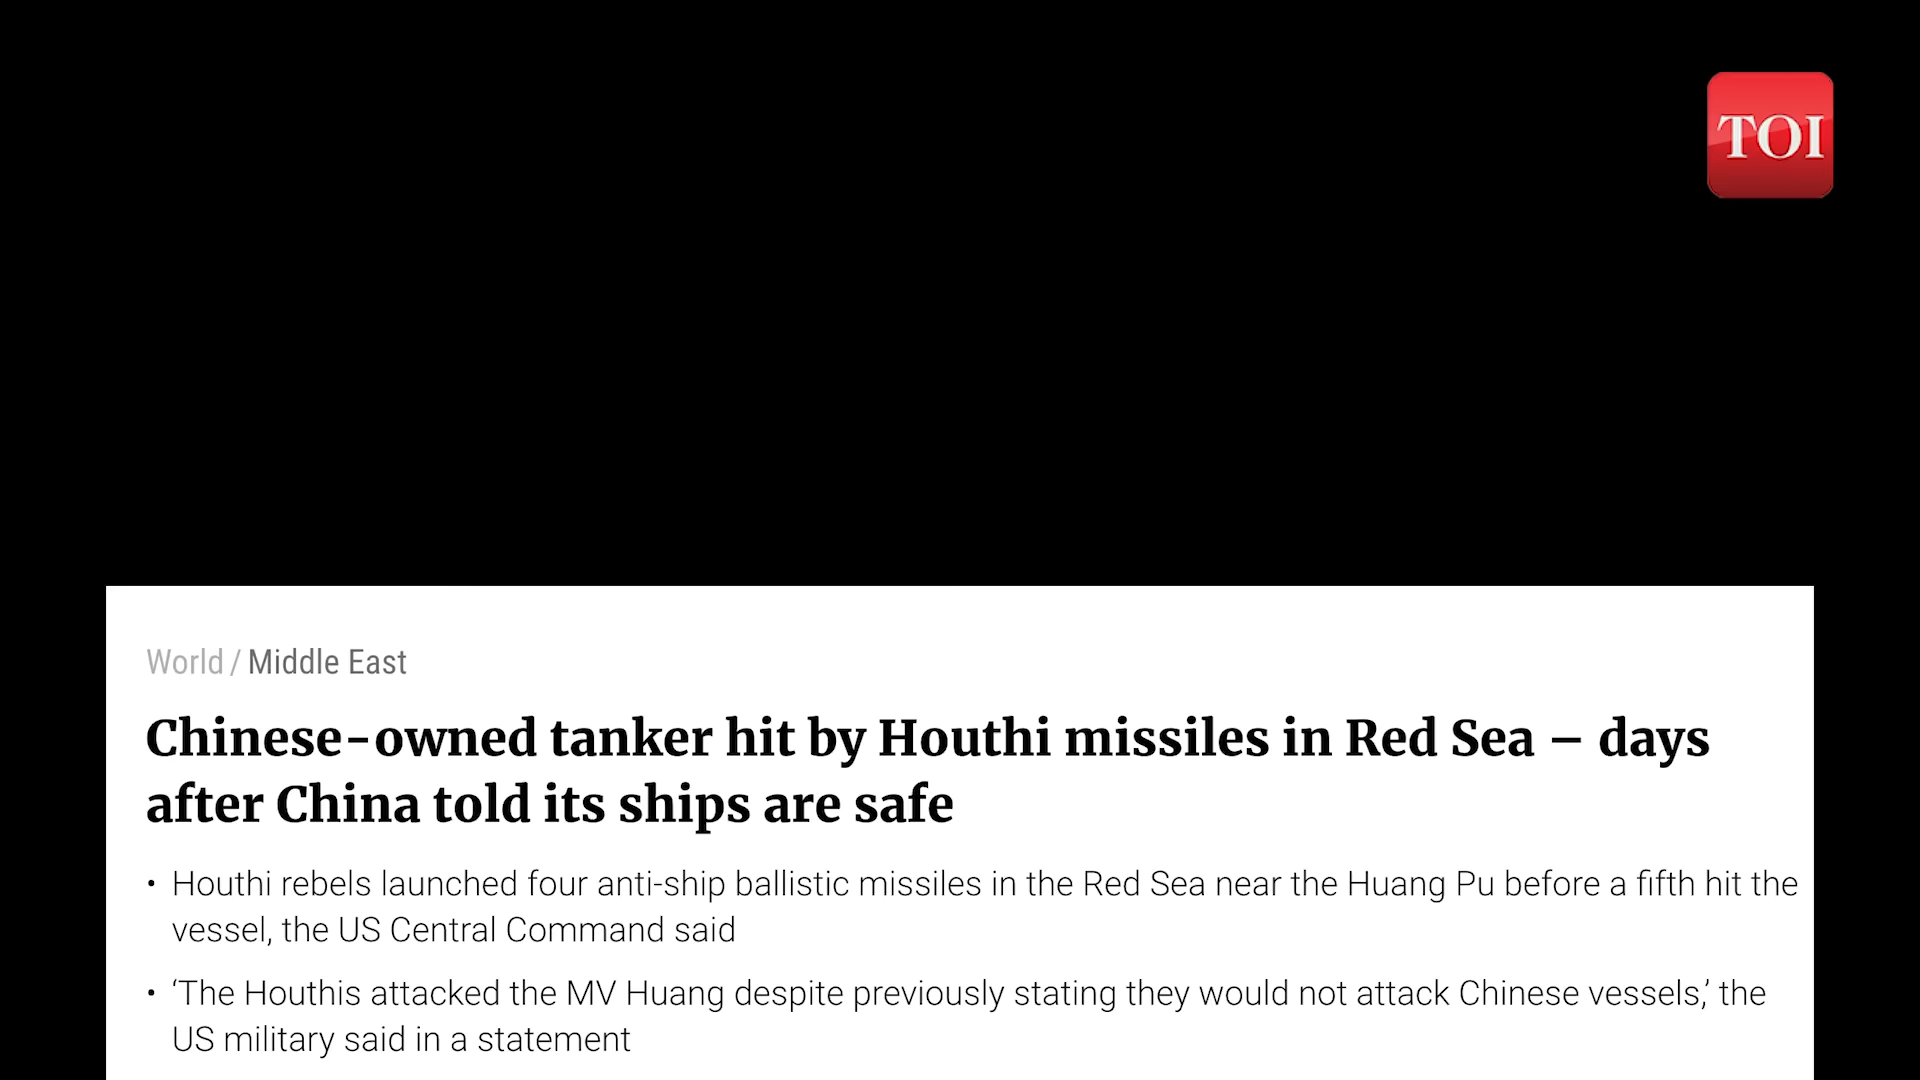 TOI
World / Middle East
Chinese-owned tanker hit by Houthi missiles in Red Sea – days
after China told its ships are safe
• Houthi rebels launched four anti-ship ballistic missiles in the Red Sea near the Huang Pu before a fifth hit the
vessel, the US Central Command said
• ‘The Houthis attacked the MV Huang despite previously stating they would not attack Chinese vessels,’ the
US military said in a statement